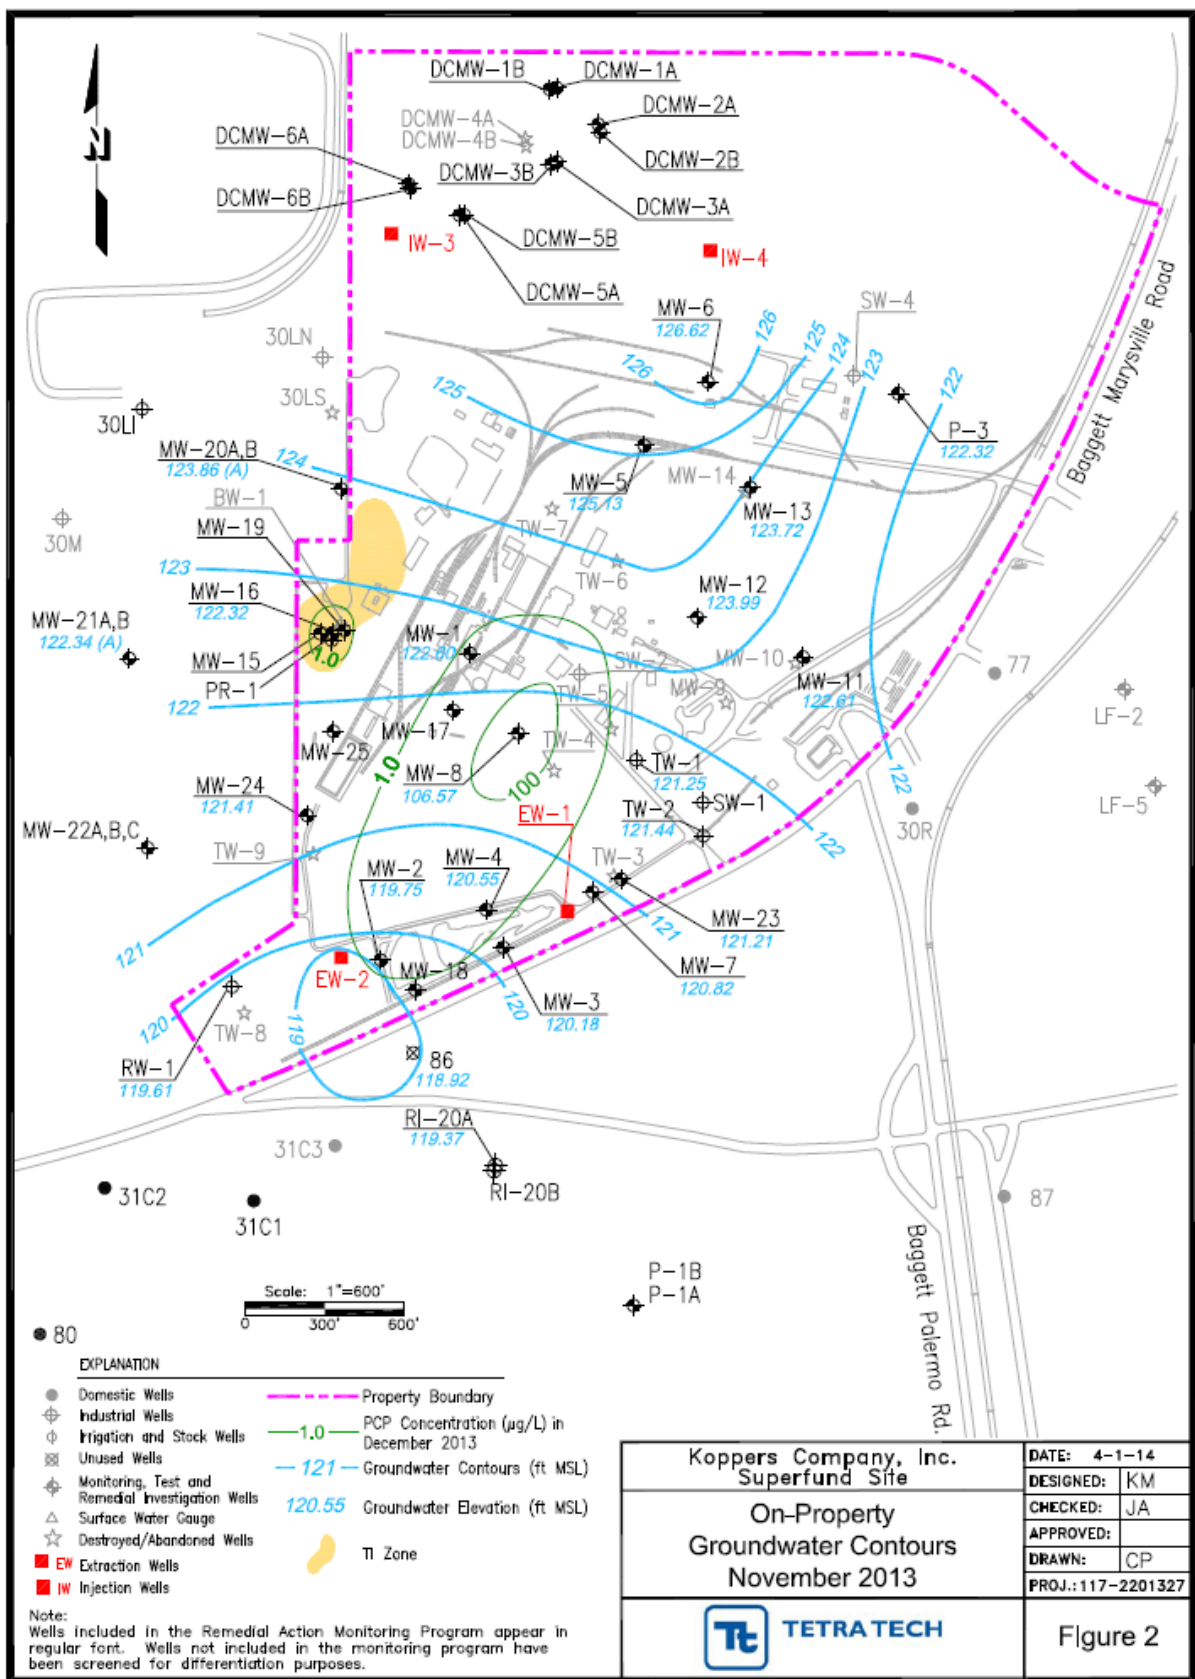 N
DCMW-1B
DCMW-1A
DCMW-4A
DCMW-4B
DCMW-2A
DCMW-6A
DCMW-3B
DCMW-2B
DCMW-6B
DCMW-3A
IW-3
DCMW-5B
IW-4
DCMW-5A
MW-6
126.62
SW-4
126
125
124
123
122
126
125
30LN
30LS
30LI
P-3
122.32
Baggett Marysville Road
MW-20A,B
123.86 (A)
124
MW-5
125.13
MW-14
BW-1
MW-13
123.72
30M
MW-19
TW-7
TW-6
123
MW-16
122.32
MW-12
123.99
MW-21A,B
122.34 (A)
MW-1
122.80
MW-15
1.0
SW-2
MW-10
MW-11
122.61
77
PR-1
TW-5
MW-9
LF-2
122
MW-25
MW-17
TW-4
1.0
MW-8
106.57
100
TW-1
121.25
122
MW-24
121.41
EW-1
TW-2
121.44
SW-1
122
30R
LF-5
MW-22A,B,C
TW-9
MW-2
119.75
MW-4
120.55
TW-3
121
MW-23
121.21
121
EW-2
MW-18
MW-7
120.82
120
MW-3
120.18
120
119
TW-8
RW-1
119.61
86
118.92
RI-20A
119.37
31C3
31C2
31C1
RI-20B
87
P-1B
P-1A
Baggett Palermo Rd.
Scale: 1"=600'
0 300' 600'
80
EXPLANATION
Domestic Wells
Industrial Wells
Irrigation and Stock Wells
Unused Wells
Monitoring, Test and
Remedial Investigation Wells
Surface Water Gauge
Destroyed/Abandoned Wells
EW Extraction Wells
IW Injection Wells
Property Boundary
1.0 PCP Concentration (µg/L) in
December 2013
121 Groundwater Contours (ft MSL)
120.55 Groundwater Elevation (ft MSL)
TI Zone
Note:
Wells included in the Remedial Action Monitoring Program appear in
regular font. Wells not included in the monitoring program have
been screened for differentiation purposes.
Koppers Company, Inc.
Superfund Site
On-Property
Groundwater Contours
November 2013
DATE: 4-1-14
DESIGNED: KM
CHECKED: JA
APPROVED:
DRAWN: CP
PROJ.: 117-2201327
Tt TETRA TECH
FIgure 2